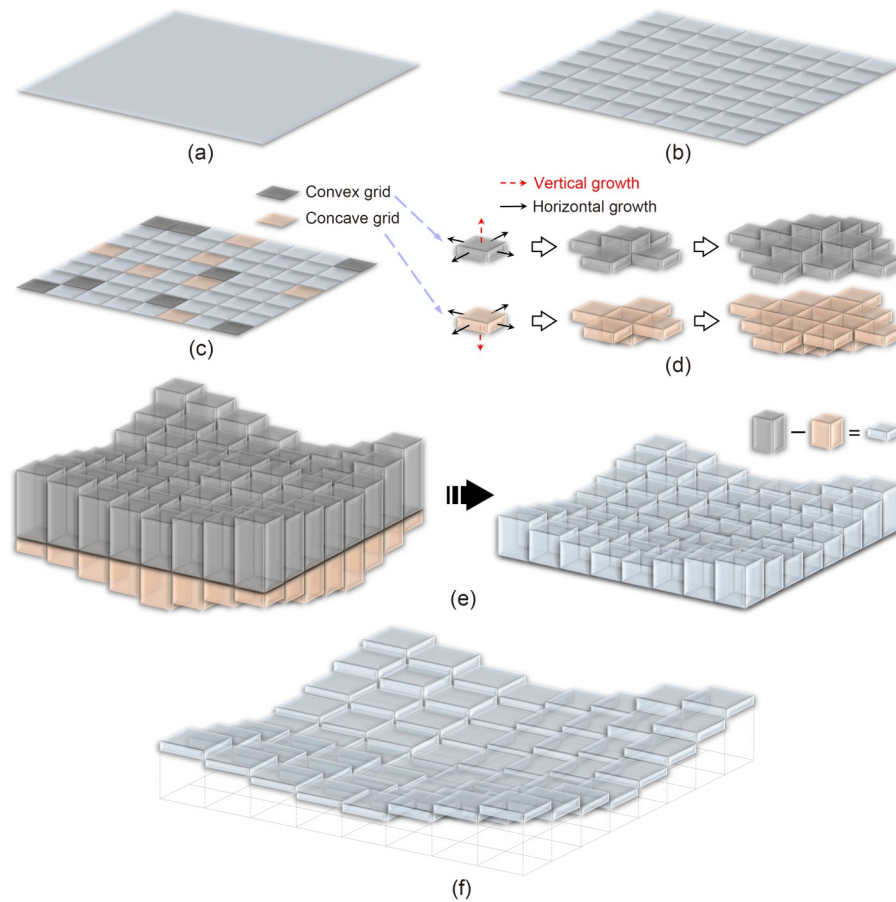 (a)
(b)
Convex grid
Concave grid
Vertical growth
Horizontal growth
(c)
(d)
− =
(e)
(f)